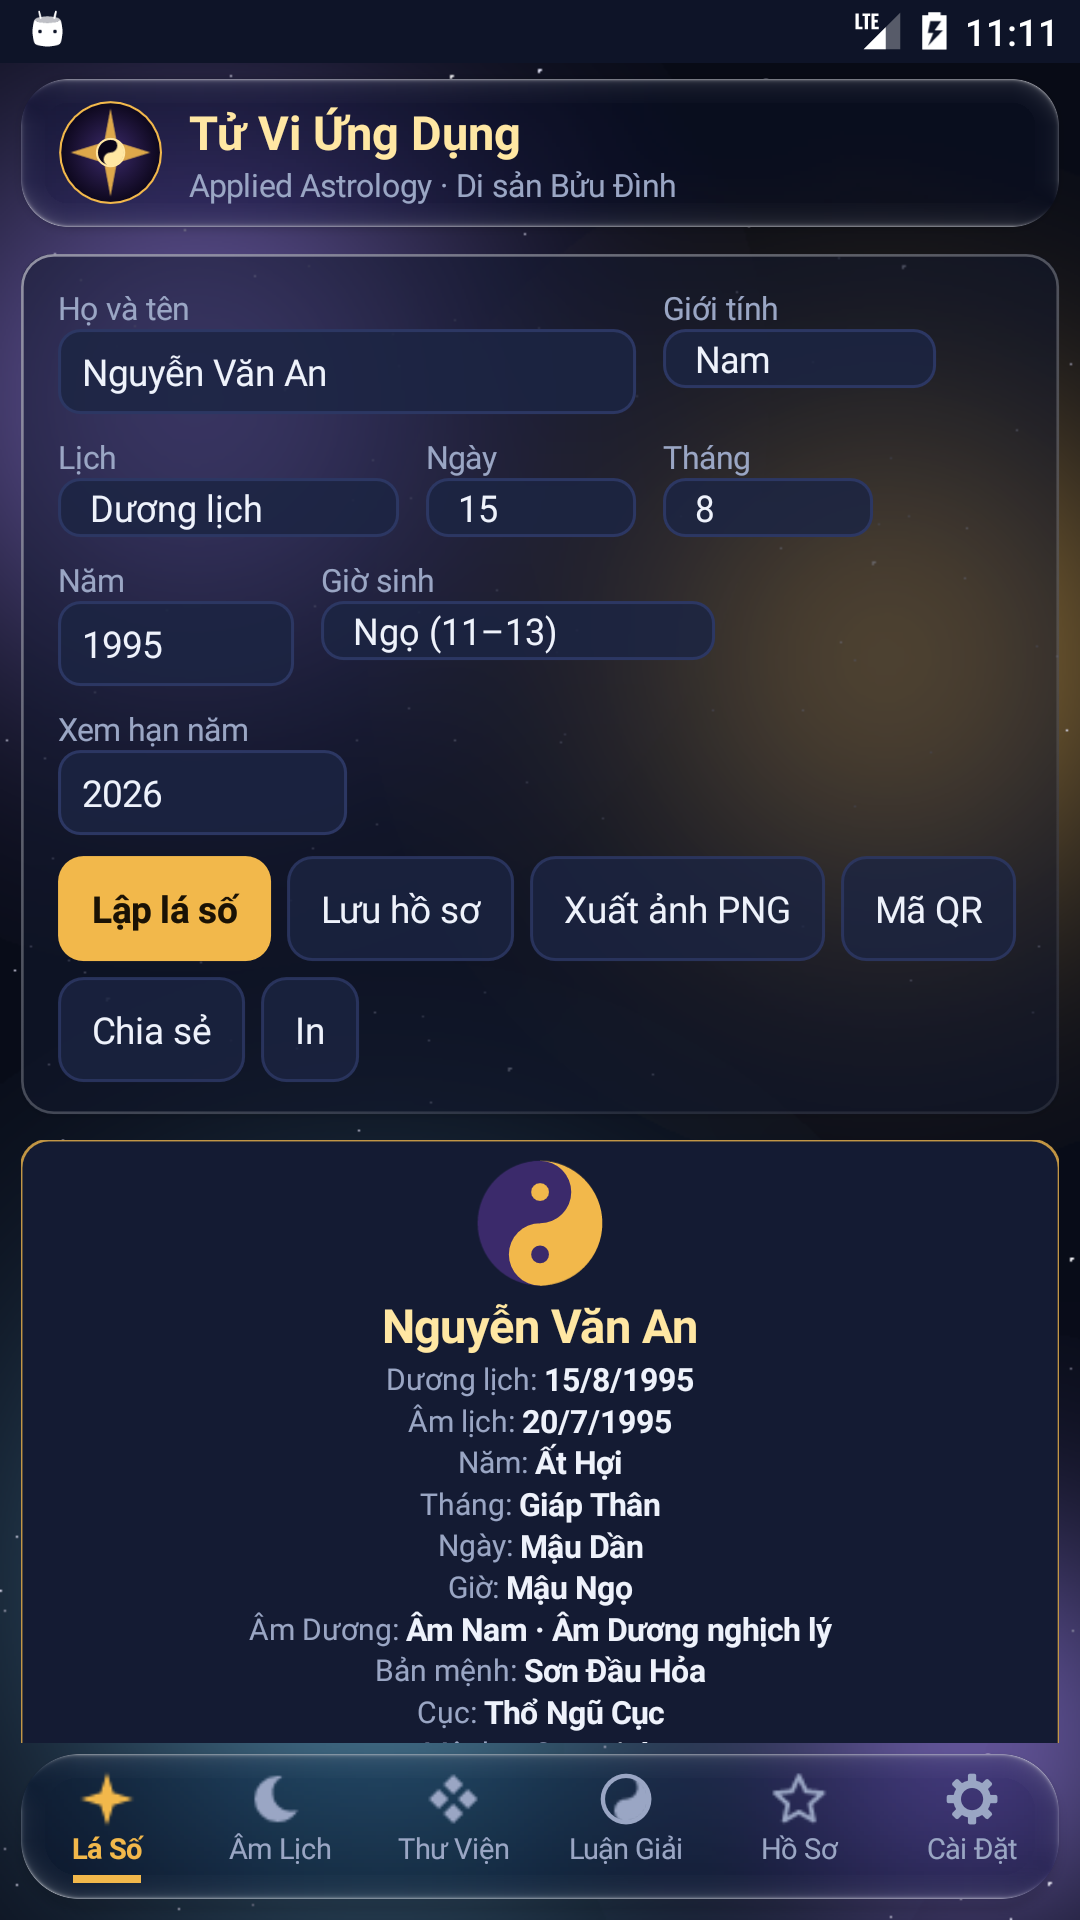 LTE 11:11
Tử Vi Ứng Dụng
Applied Astrology · Di sản Bửu Đình
Họ và tên Giới tính
Nguyễn Văn An Nam
Lịch Ngày Tháng
Dương lịch 15 8
Năm Giờ sinh
1995 Ngọ (11–13)
Xem hạn năm
2026
Lập lá số Lưu hồ sơ Xuất ảnh PNG Mã QR
Chia sẻ In
Nguyễn Văn An
Dương lịch: 15/8/1995
Âm lịch: 20/7/1995
Năm: Ất Hợi
Tháng: Giáp Thân
Ngày: Mậu Dần
Giờ: Mậu Ngọ
Âm Dương: Âm Nam · Âm Dương nghịch lý
Bản mệnh: Sơn Đầu Hỏa
Cục: Thổ Ngũ Cục
Lá Số Âm Lịch Thư Viện Luận Giải Hồ Sơ Cài Đặt